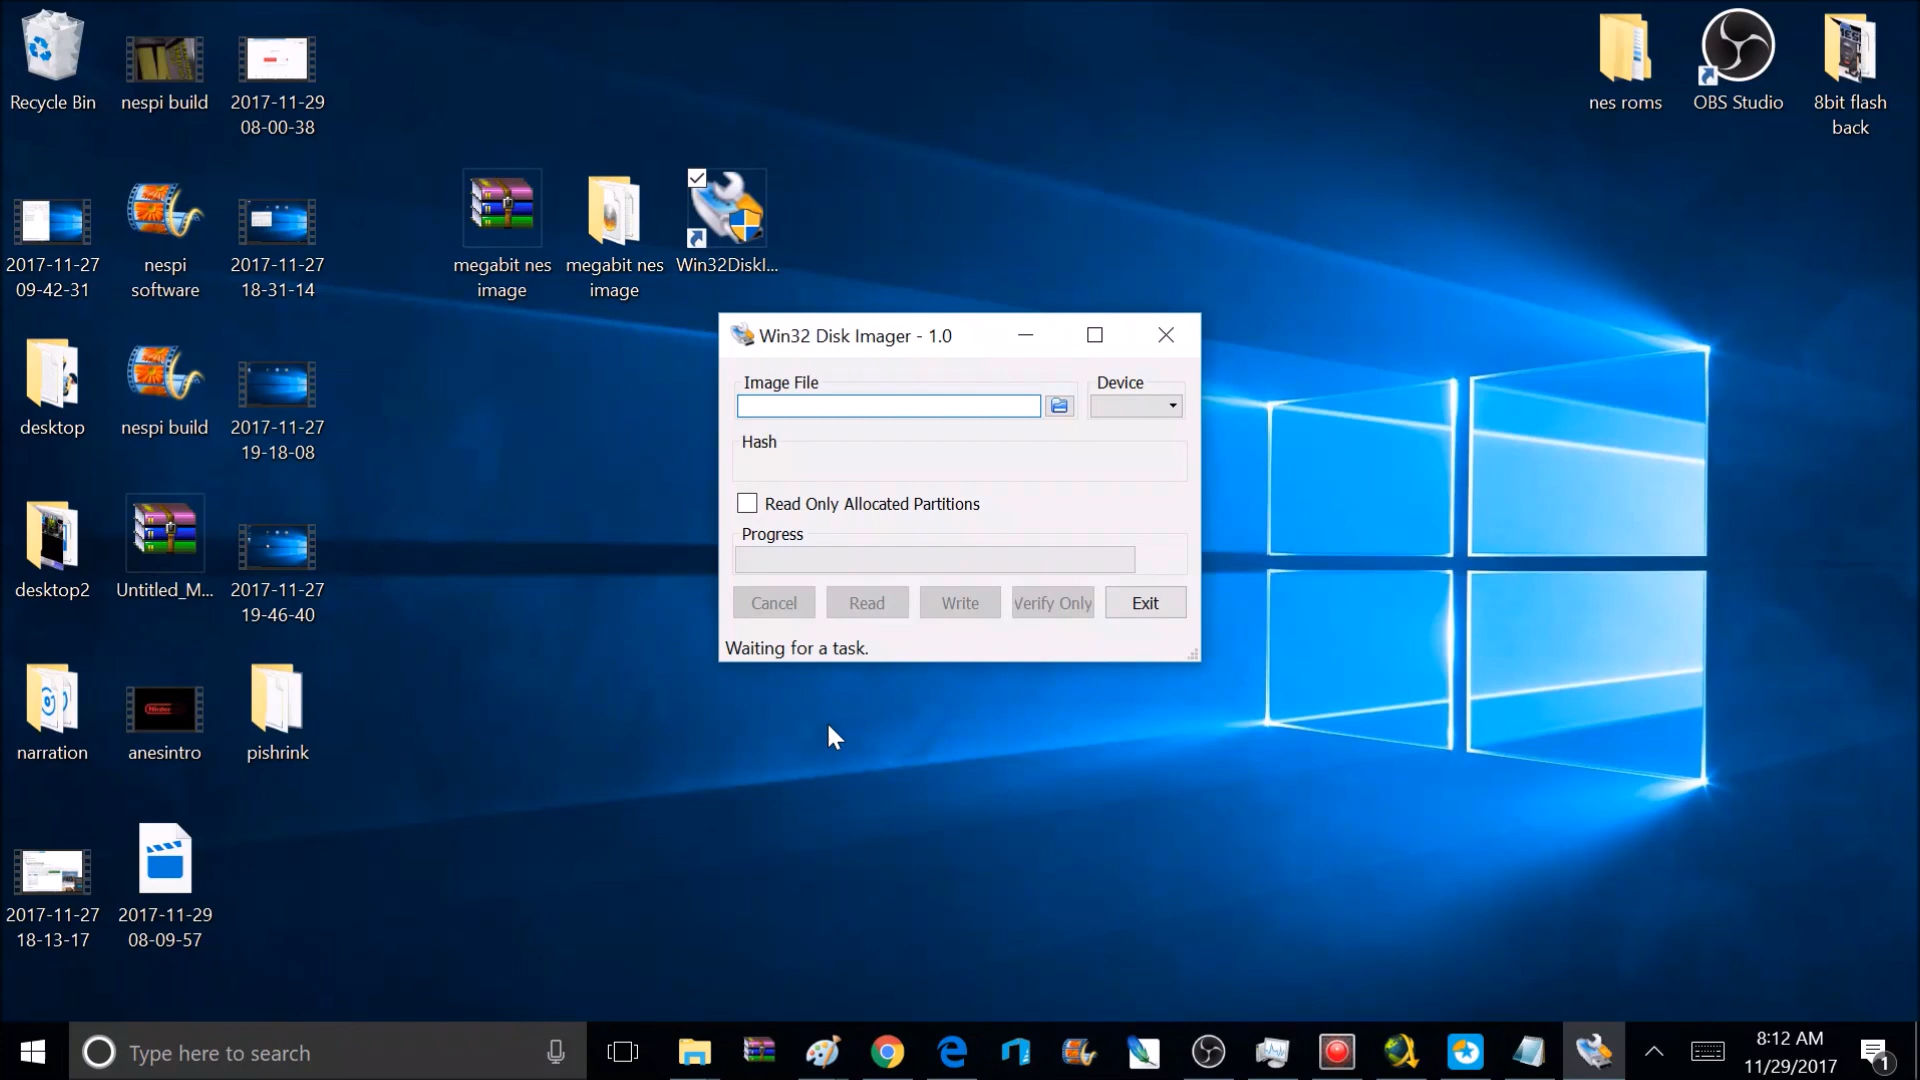 Recycle Bin
nespi build
2017-11-29
08-00-38
nes roms
OBS Studio
8bit flash
back
2017-11-27
09-42-31
nespi
software
2017-11-27
18-31-14
megabit nes
image
megabit nes
image
Win32DiskI...
Win32 Disk Imager - 1.0
Image File
Device
Hash
Read Only Allocated Partitions
Progress
Cancel
Read
Write
Verify Only
Exit
Waiting for a task.
desktop
nespi build
2017-11-27
19-18-08
desktop2
Untitled_M...
2017-11-27
19-46-40
narration
anesintro
pishrink
2017-11-27
18-13-17
2017-11-29
08-09-57
Type here to search
8:12 AM
11/29/2017
1